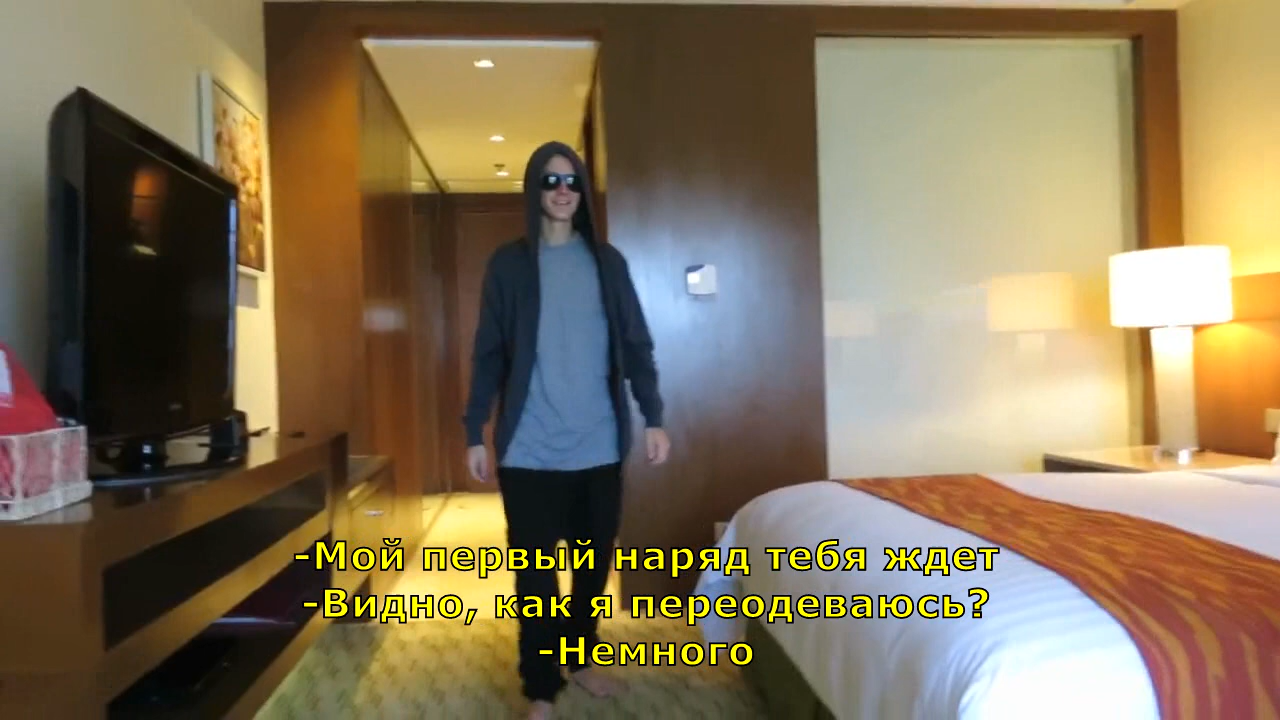 -Мой первый наряд тебя ждет
-Видно, как я переодеваюсь?
-Немного